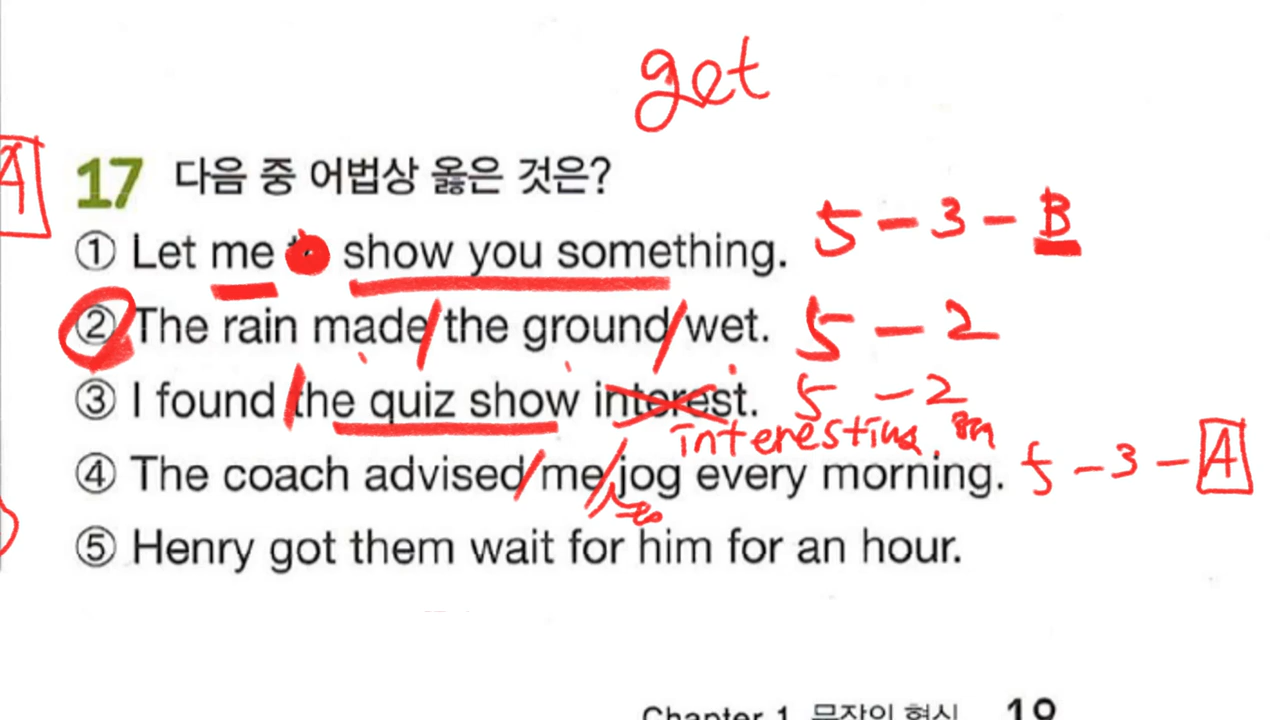 get
A
17 다음 중 어법상 옳은 것은?
① Let me show you something. 5-3-B
② The rain made the ground wet. 5-2
③ I found the quiz show interest. 5-2
interesting
④ The coach advised me jog every morning. 5-3-A
⑤ Henry got them wait for him for an hour.
Chapter 1 문장의 형식 19